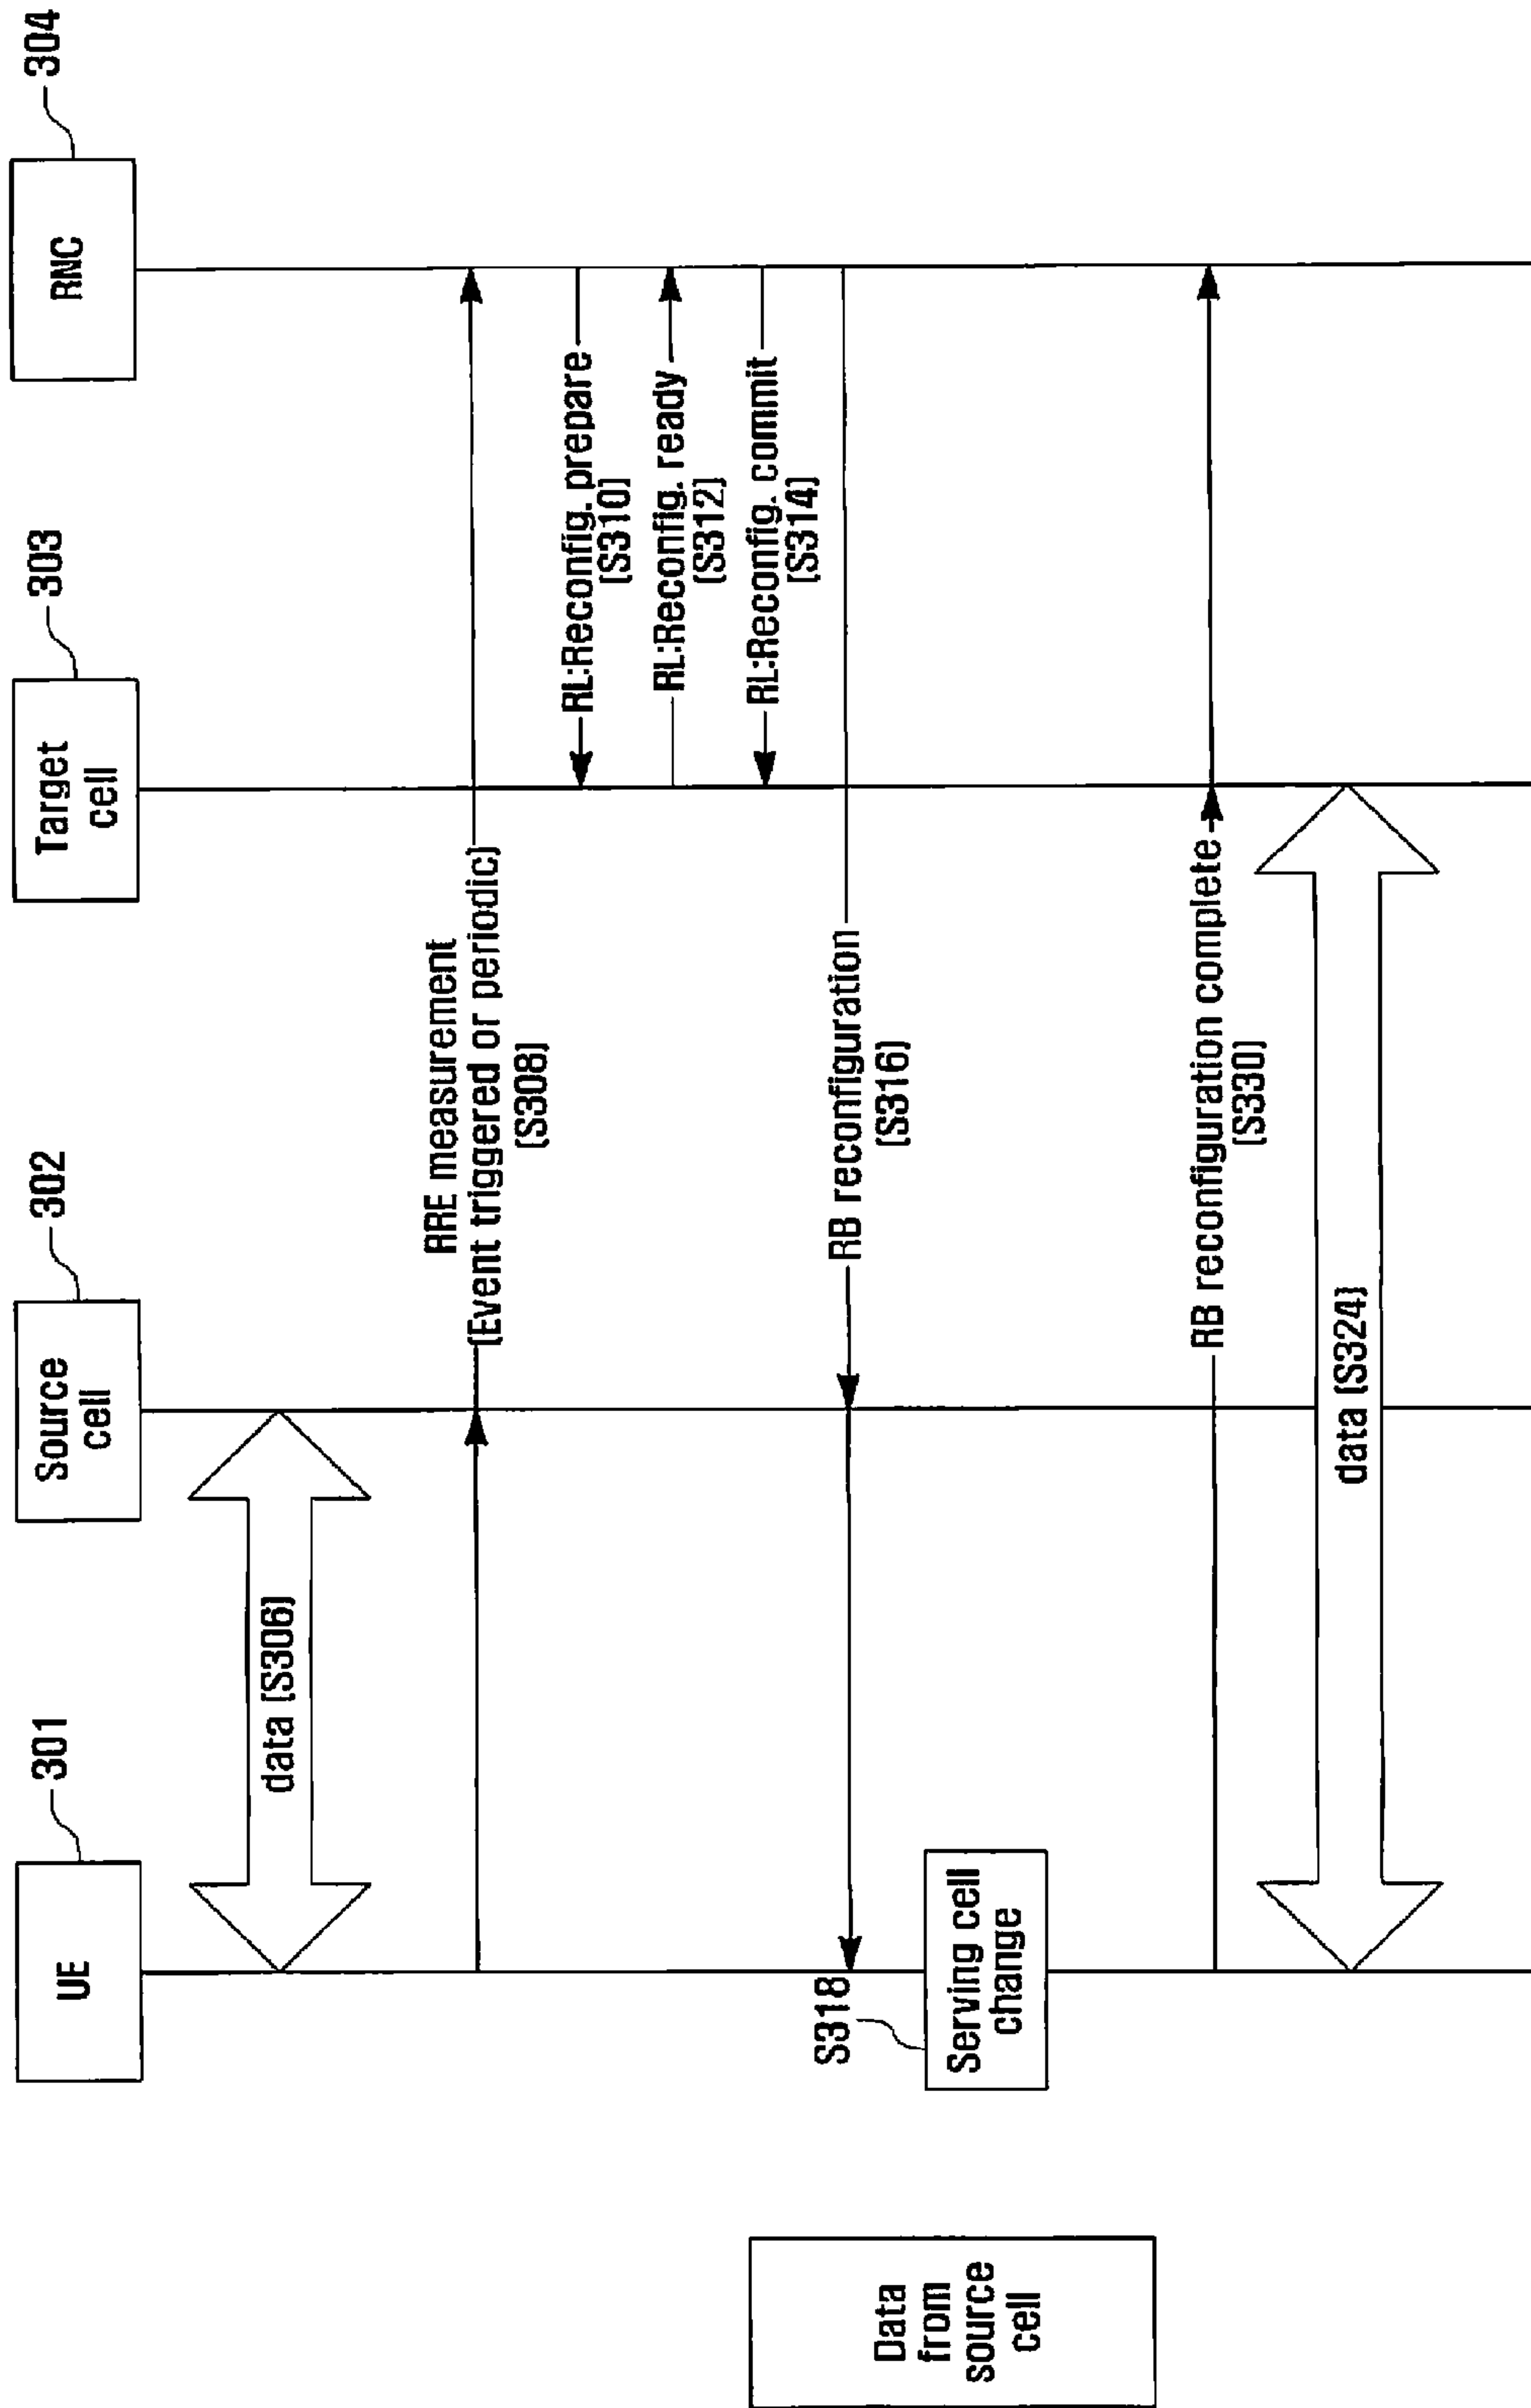 UE
301
Source
cell
302
Target
cell
303
RNC
304
data (S306)
RRE measurement
(Event triggered or periodic)
(S308)
RL:Reconfig. prepare
(S310)
RL:Reconfig. ready
(S312)
RL:Reconfig. commit
(S314)
RB reconfiguration
(S316)
S318
Serving cell
change
Data
from
source
cell
RB reconfiguration complete
(S330)
data (S324)